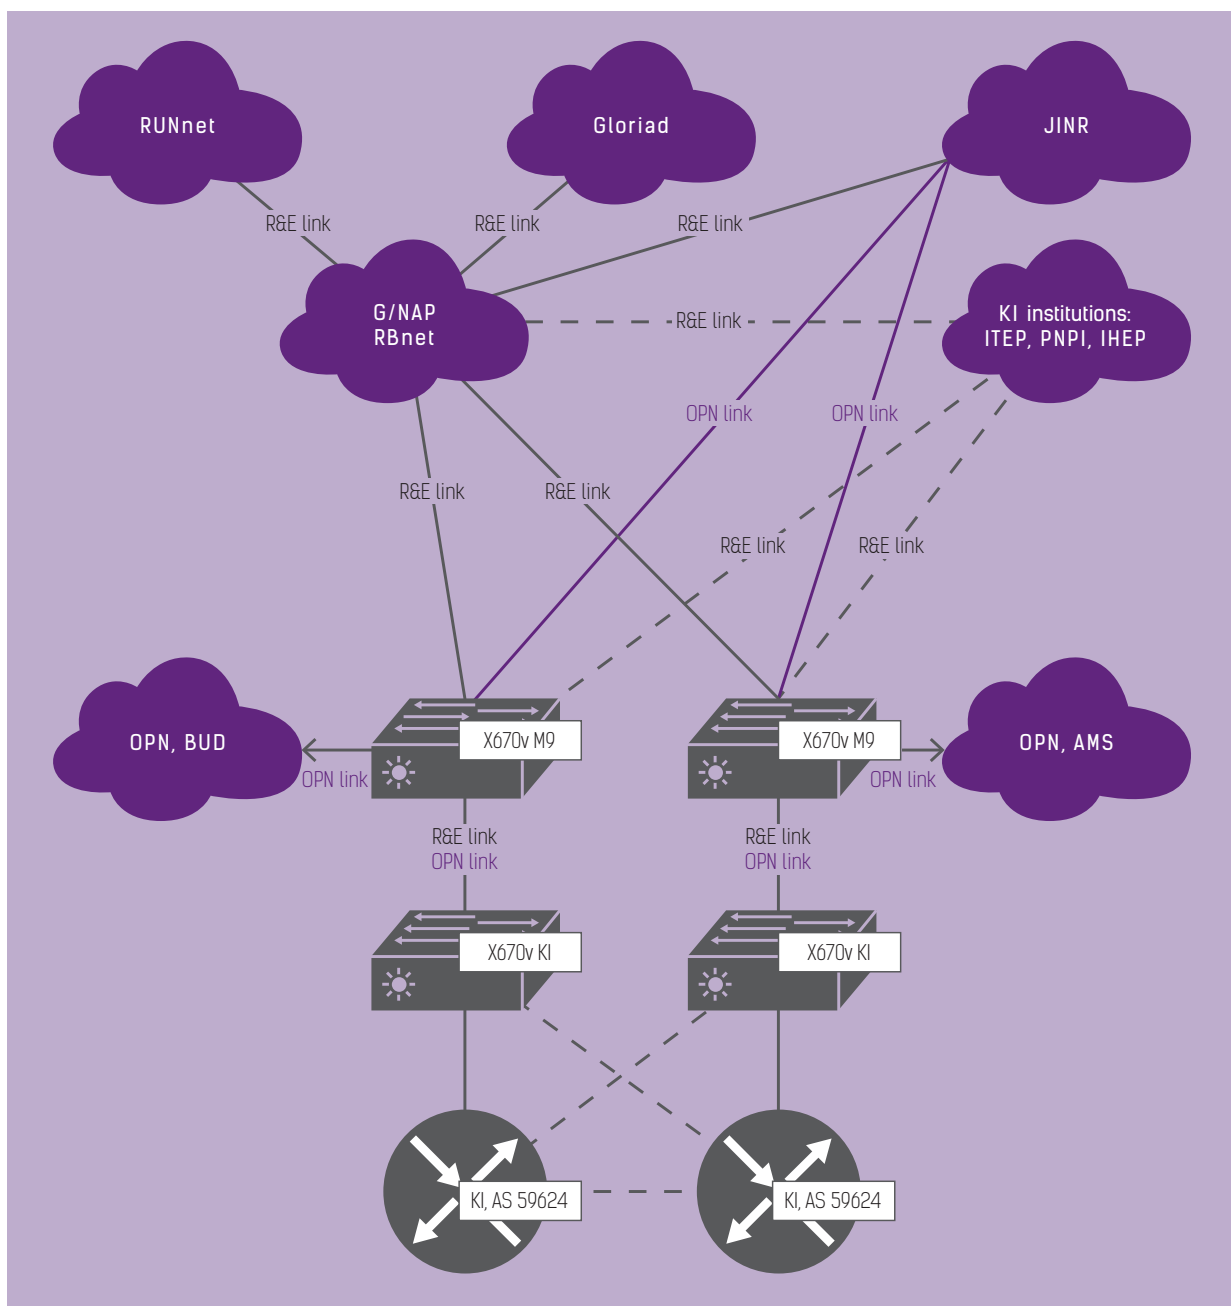 RUNnet
Gloriad
JINR
R&E link
R&E link
R&E link
G/NAP
RBnet
R&E link
KI institutions:
ITEP, PNPI, IHEP
OPN link
OPN link
R&E link
R&E link
R&E link
R&E link
OPN, BUD
OPN link
X670v M9
X670v M9
OPN link
OPN, AMS
R&E link
OPN link
R&E link
OPN link
X670v KI
X670v KI
KI, AS 59624
KI, AS 59624